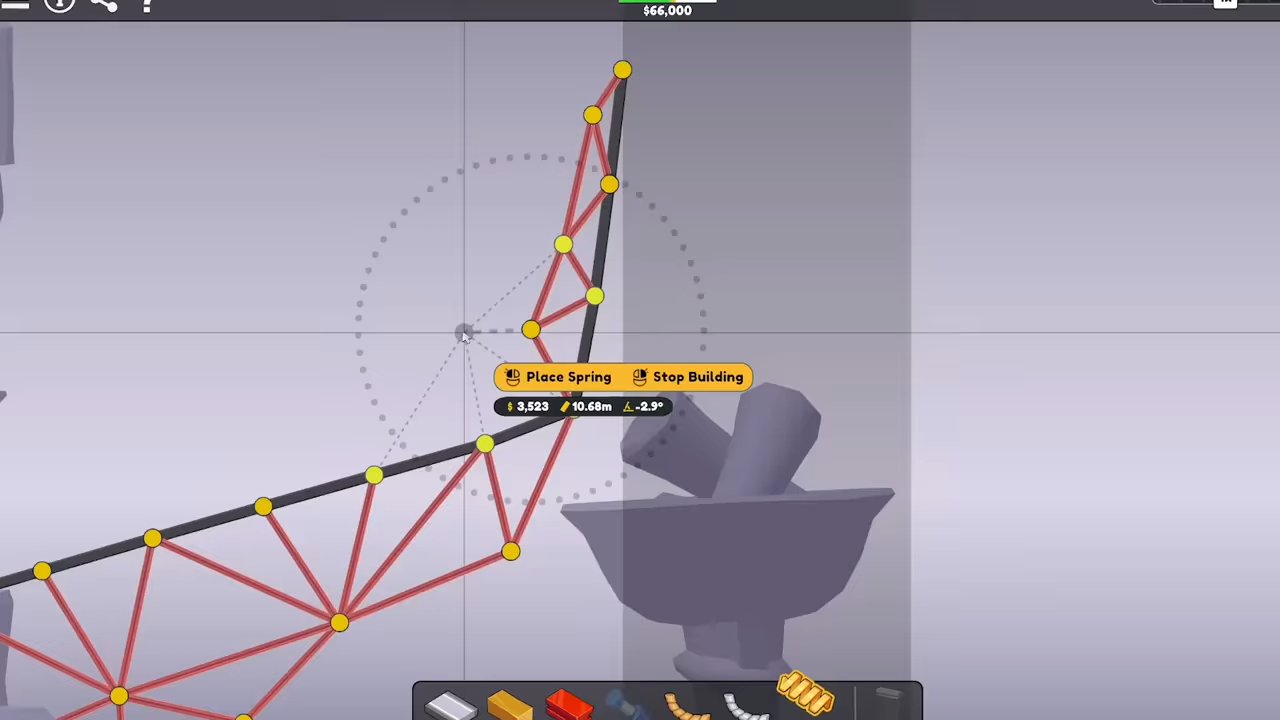 $66,000
Place Spring Stop Building
$ 3,523 10.68m -2.9°